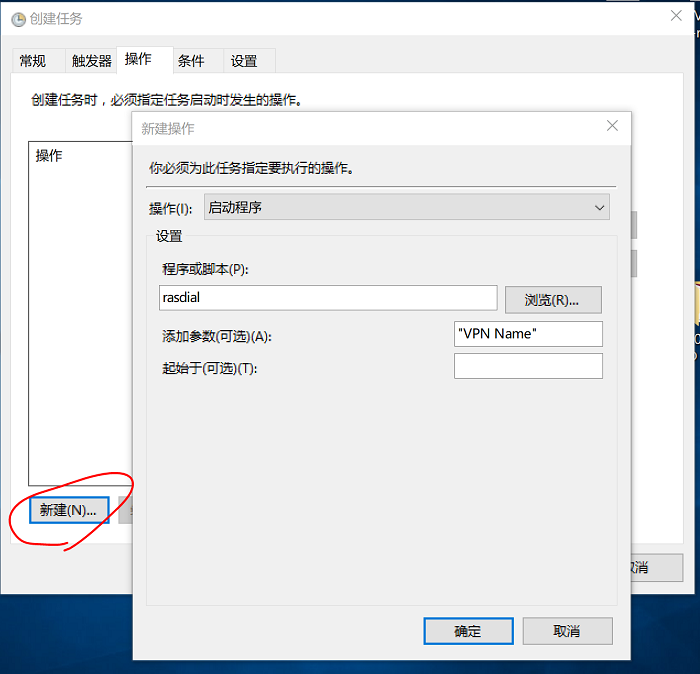 创建任务
常规 触发器 操作 条件 设置
创建任务时，必须指定任务启动时发生的操作。
操作
新建(N)...
新建操作
你必须为此任务指定要执行的操作。
操作(I): 启动程序
设置
程序或脚本(P):
rasdial 浏览(R)...
添加参数(可选)(A): "VPN Name"
起始于(可选)(T):
取消
确定 取消